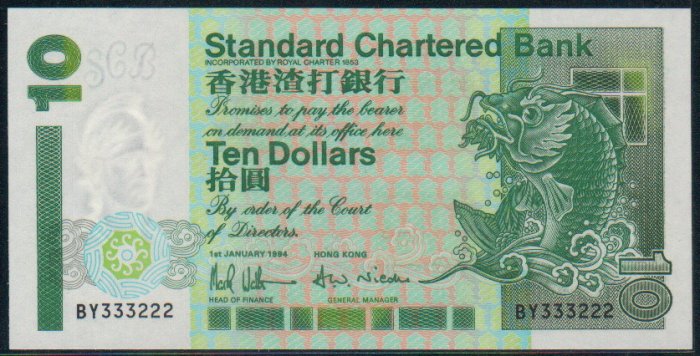 10
SCB
Standard Chartered Bank
INCORPORATED BY ROYAL CHARTER 1853
香港渣打銀行
Promises to pay the bearer
on demand at its office here
Ten Dollars
拾圓
By order of the Court
of Directors.
1ST JANUARY 1994 HONG KONG
HEAD OF FINANCE GENERAL MANAGER
BY333222 BY333222
10